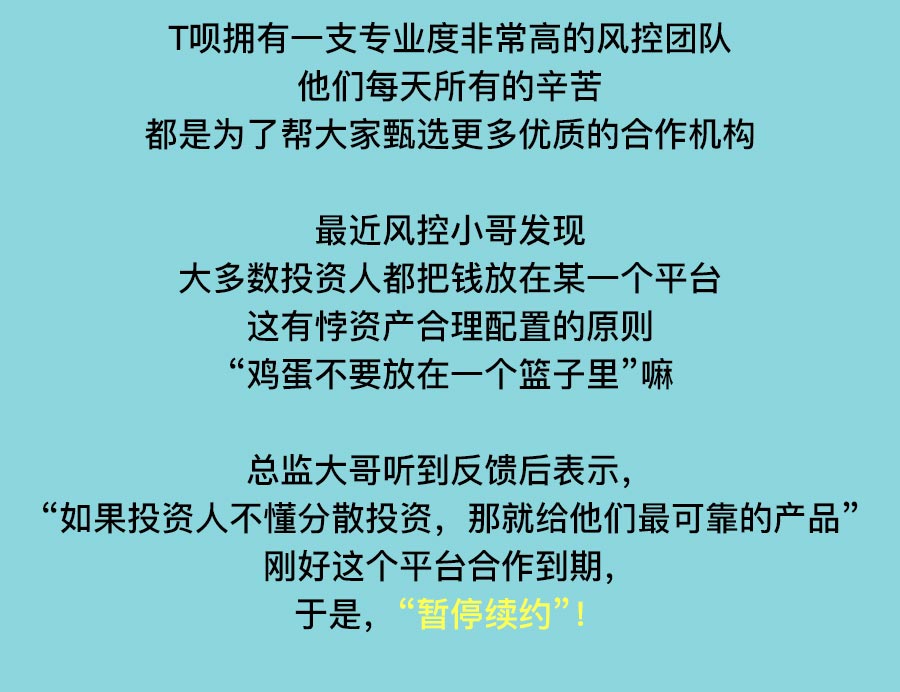 T呗拥有一支专业度非常高的风控团队
他们每天所有的辛苦
都是为了帮大家甄选更多优质的合作机构
最近风控小哥发现
大多数投资人都把钱放在某一个平台
这有悖资产合理配置的原则
“鸡蛋不要放在一个篮子里”嘛
总监大哥听到反馈后表示，
“如果投资人不懂分散投资，那就给他们最可靠的产品”
刚好这个平台合作到期，
于是，“暂停续约”！